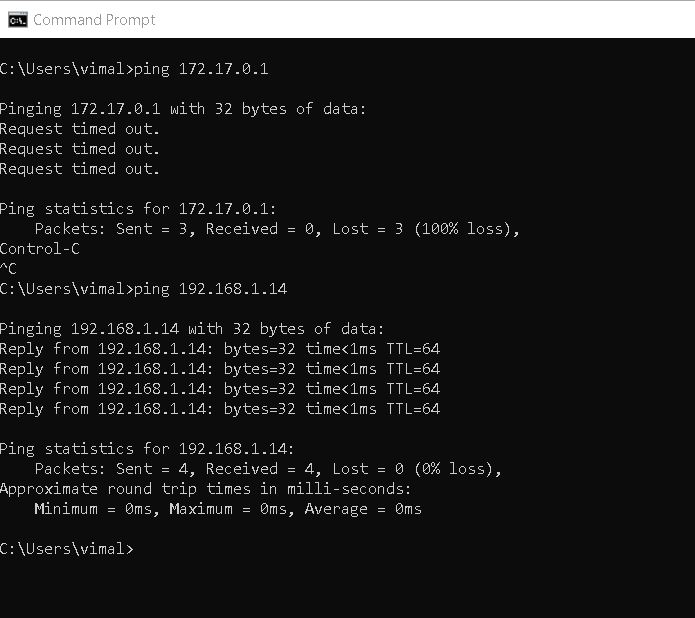 Command Prompt
C:\Users\vimal>ping 172.17.0.1
Pinging 172.17.0.1 with 32 bytes of data:
Request timed out.
Request timed out.
Request timed out.
Ping statistics for 172.17.0.1:
    Packets: Sent = 3, Received = 0, Lost = 3 (100% loss),
Control-C
^C
C:\Users\vimal>ping 192.168.1.14
Pinging 192.168.1.14 with 32 bytes of data:
Reply from 192.168.1.14: bytes=32 time<1ms TTL=64
Reply from 192.168.1.14: bytes=32 time<1ms TTL=64
Reply from 192.168.1.14: bytes=32 time<1ms TTL=64
Reply from 192.168.1.14: bytes=32 time<1ms TTL=64
Ping statistics for 192.168.1.14:
    Packets: Sent = 4, Received = 4, Lost = 0 (0% loss),
Approximate round trip times in milli-seconds:
    Minimum = 0ms, Maximum = 0ms, Average = 0ms
C:\Users\vimal>